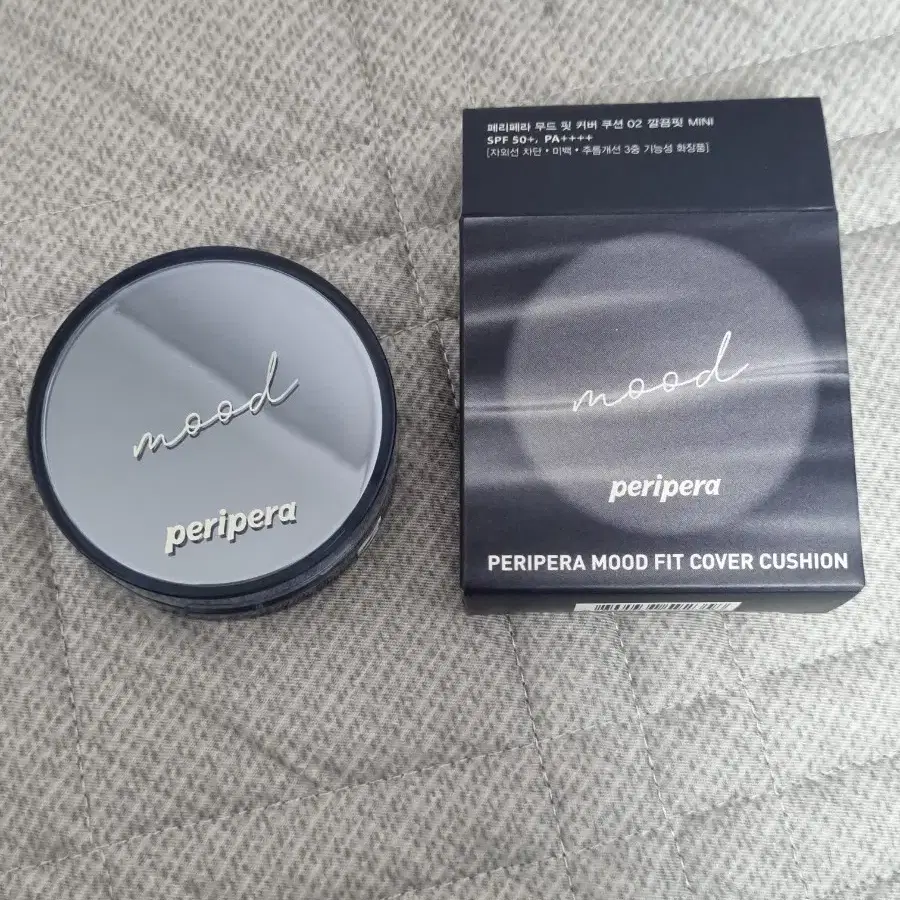 mood
peripera
페리페라 무드 핏 커버 쿠션 02 깔끔핏 MINI
SPF 50+, PA++++
[자외선 차단 • 미백 • 주름개선 3중 기능성 화장품]
mood
peripera
PERIPERA MOOD FIT COVER CUSHION